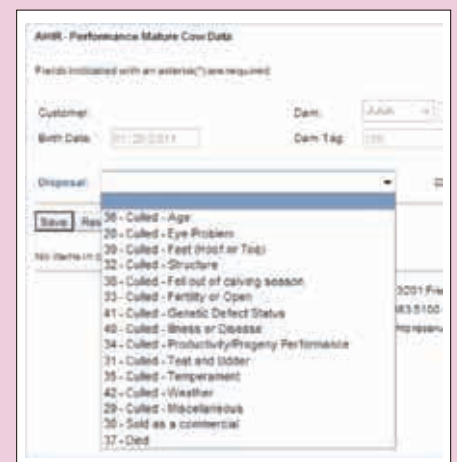 AHIR - Performance Mature Cow Data
Fields indicated with an asterisk(*) are required
Customer: Dam:
Birth Date: Dam Tag:
Disposal:
Save
No items in
36 - Culled - Age
- Culled - Eye Problem
39 - Culled - Feet (Hoof or Toe)
32 - Culled - Structure
- Culled - Fell out of calving season
33 - Culled - Fertility or Open
41 - Culled - Genetic Defect Status
40 - Culled - Illness or Disease
34 - Culled - Productivity/Progeny Performance
31 - Culled - Teat and Udder
35 - Culled - Temperament
42 - Culled - Weather
29 - Culled - Miscellaneous
30 - Sold as a commercial
37 - Died